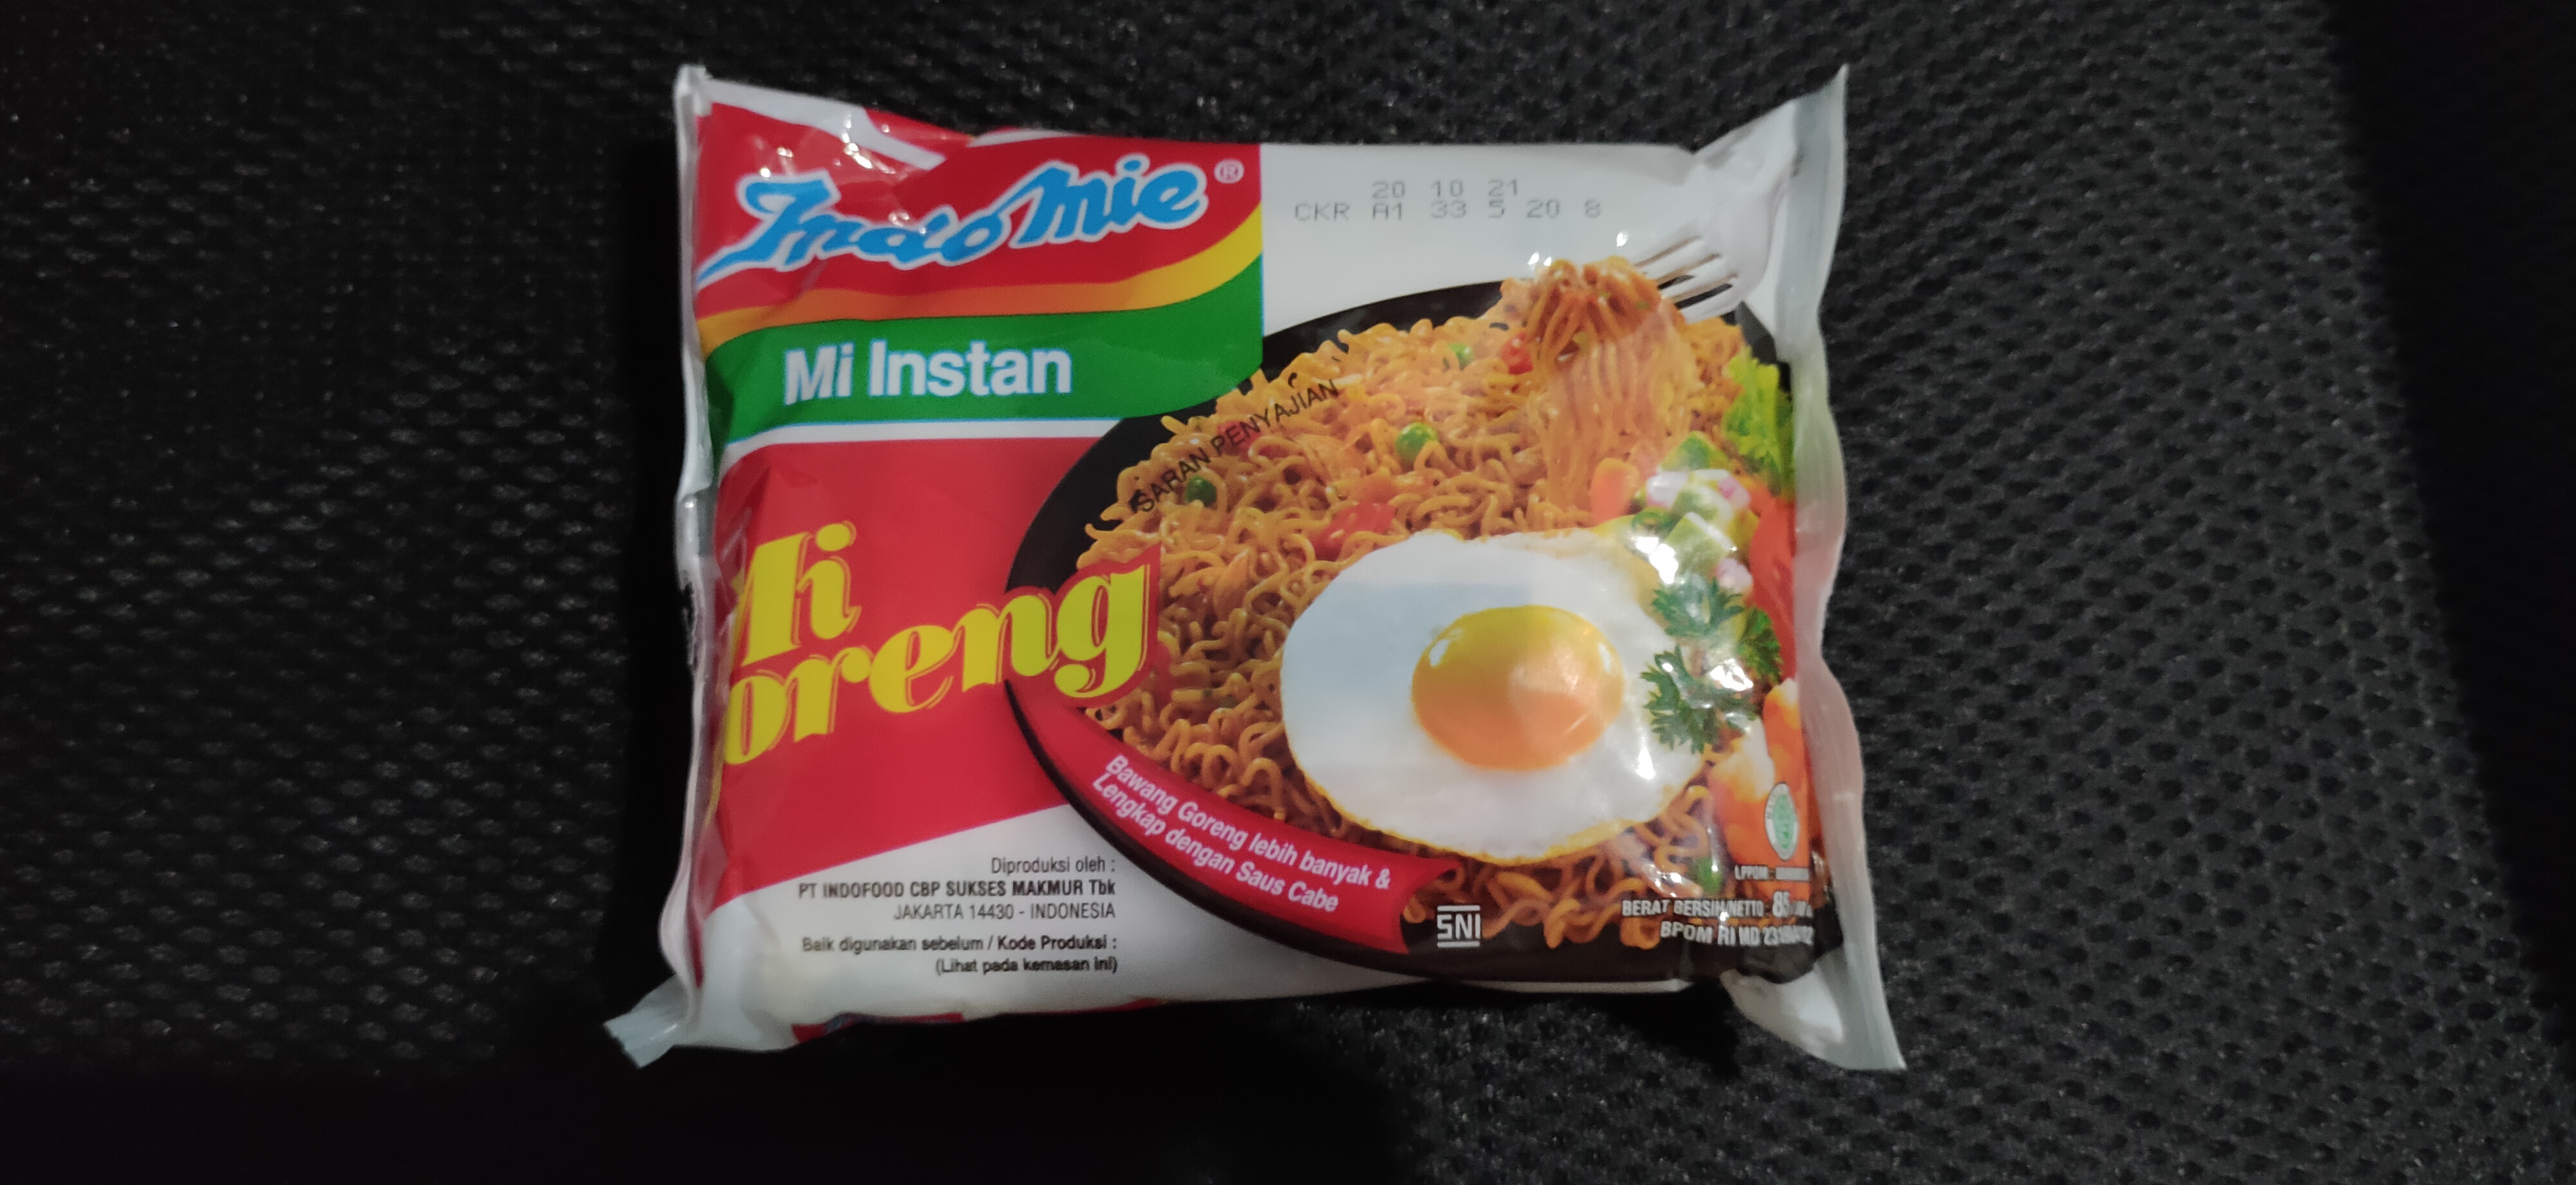 IndoMie®
20 10 21
CKR A1 33 5 20 8
Mi Instan
SARAN PENYAJIAN
Mi
oreng
Bawang Goreng lebih banyak &
Lengkap dengan Saus Cabe
Diproduksi oleh :
PT INDOFOOD CBP SUKSES MAKMUR Tbk
JAKARTA 14430 - INDONESIA
Baik digunakan sebelum / Kode Produksi :
(Lihat pada kemasan ini)
SNI
LPPOM
BERAT BERSIH/NETTO : 85
BPOM RI MD